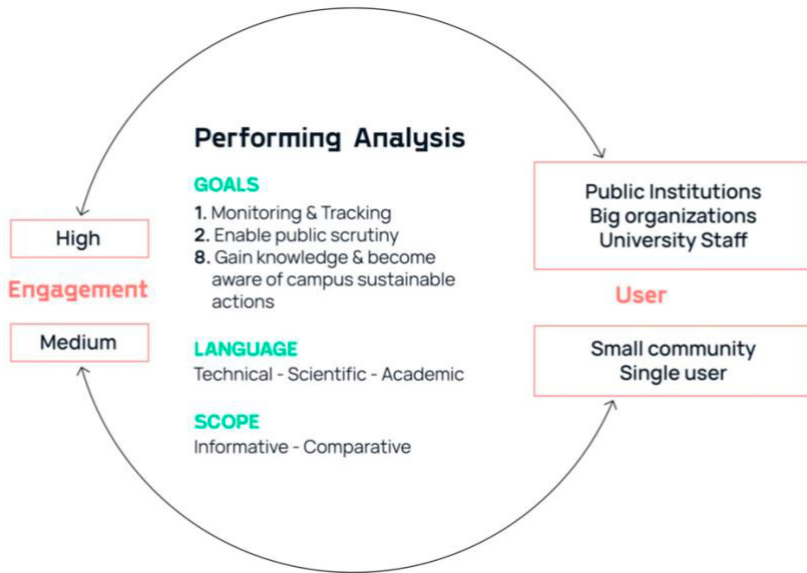 Performing Analysis
GOALS
1. Monitoring & Tracking
2. Enable public scrutiny
8. Gain knowledge & become
aware of campus sustainable
actions
LANGUAGE
Technical - Scientific - Academic
SCOPE
Informative - Comparative
High
Engagement
Medium
Public Institutions
Big organizations
University Staff
User
Small community
Single user